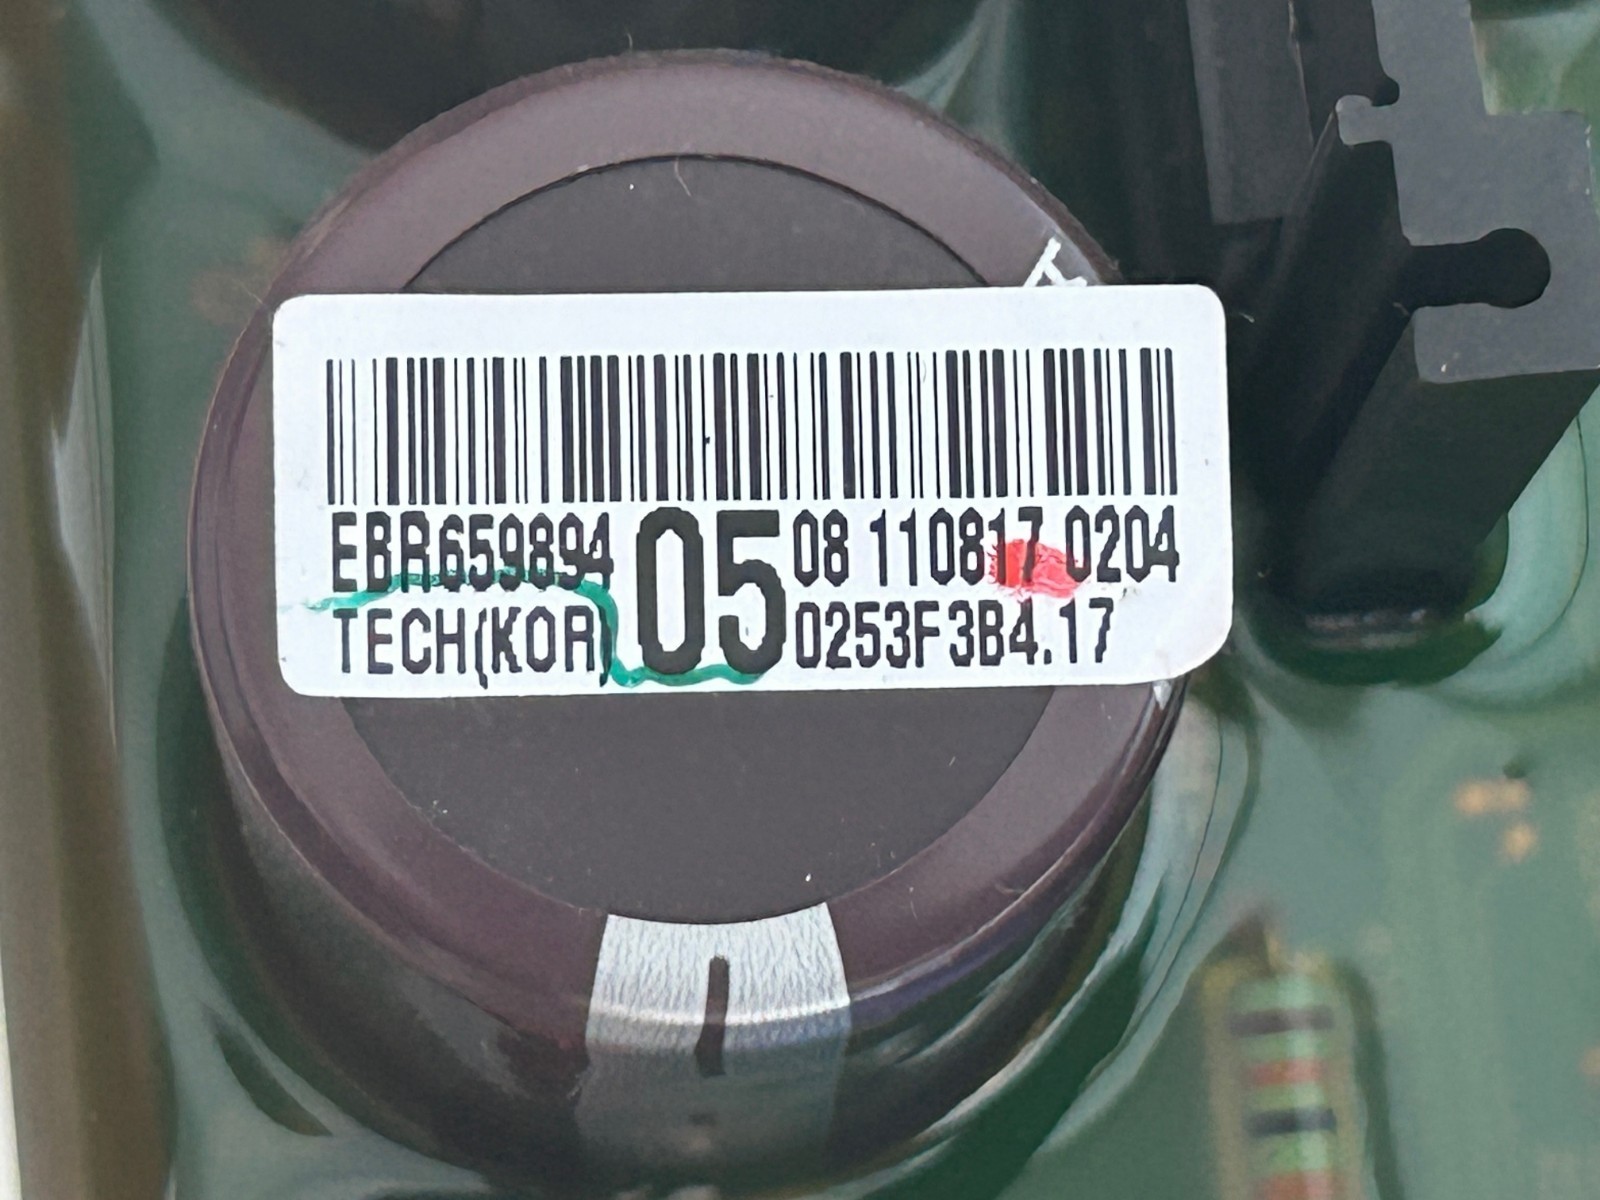 EBR659894 05 08 110817 0204
TECH(KOR) 0253F3B4.17